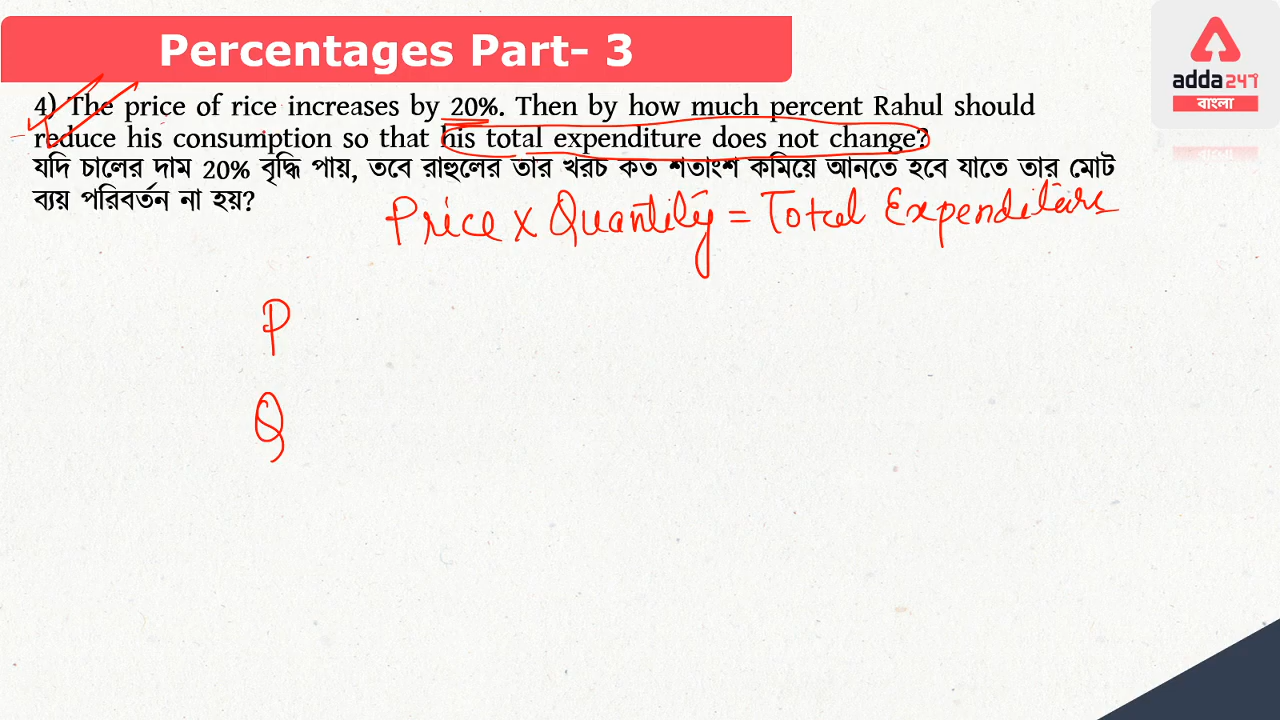 Percentages Part- 3
adda247
বাংলা
4) The price of rice increases by 20%. Then by how much percent Rahul should
reduce his consumption so that his total expenditure does not change?
যদি চালের দাম 20% বৃদ্ধি পায়, তবে রাহুলের তার খরচ কত শতাংশ কমিয়ে আনতে হবে যাতে তার মোট
ব্যয় পরিবর্তন না হয়?
Price x Quantity = Total Expenditure
P
Q